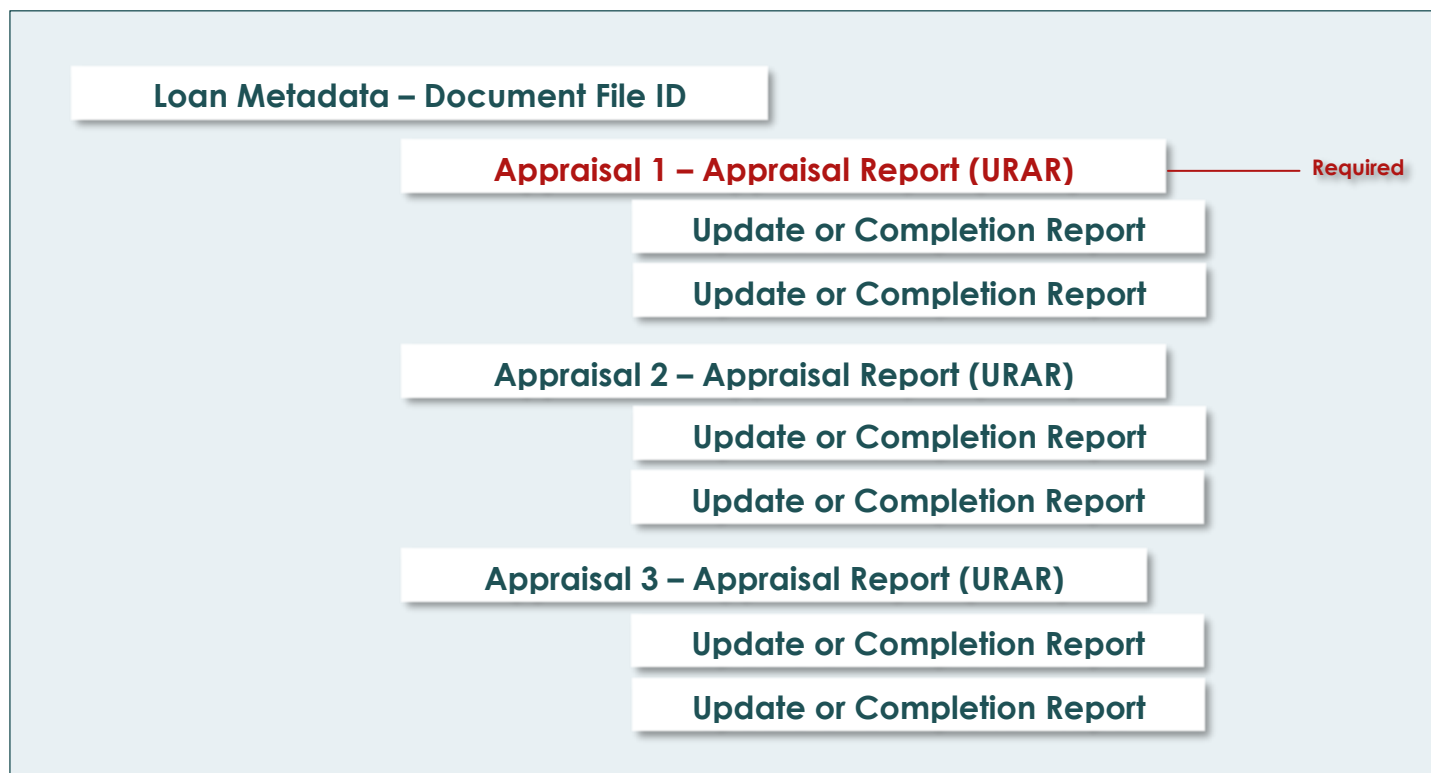 Loan Metadata – Document File ID
Appraisal 1 – Appraisal Report (URAR)
Required
Update or Completion Report
Update or Completion Report
Appraisal 2 – Appraisal Report (URAR)
Update or Completion Report
Update or Completion Report
Appraisal 3 – Appraisal Report (URAR)
Update or Completion Report
Update or Completion Report